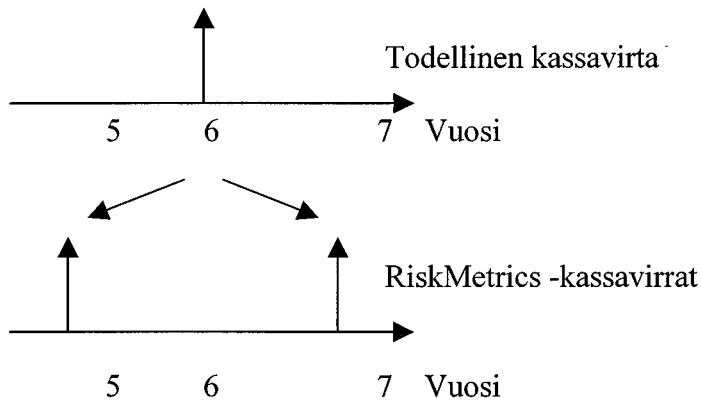 Todellinen kassavirta
5 6 7 Vuosi
RiskMetrics -kassavirrat
5 6 7 Vuosi